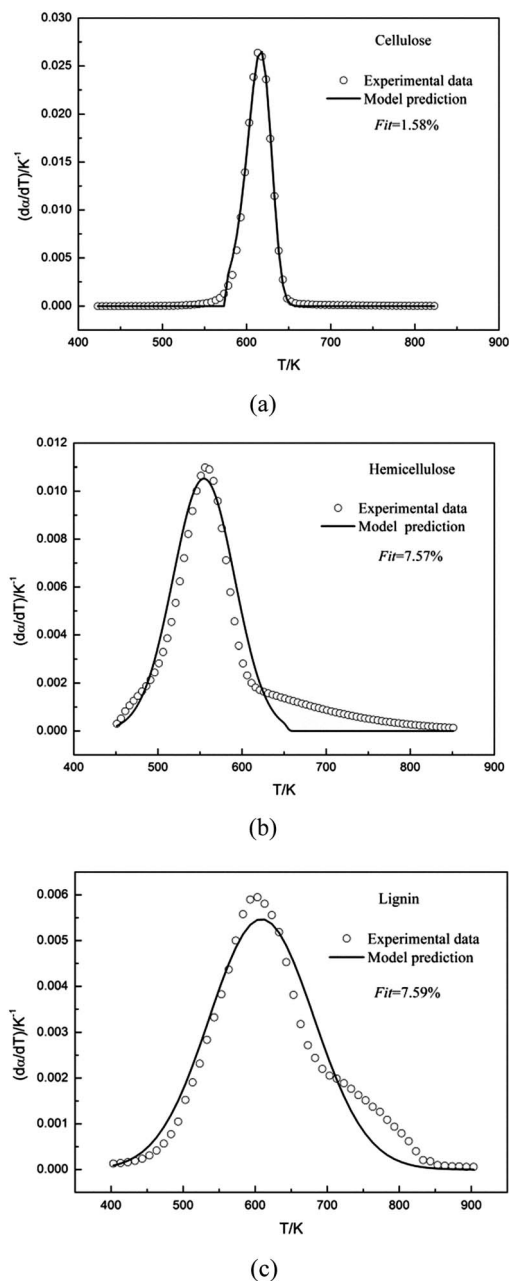 Cellulose
Experimental data
Model prediction
Fit=1.58%
0.030
0.025
0.020
0.015
0.010
0.005
0.000
(dα/dT)/K⁻¹
400 500 600 700 800 900
T/K
(a)
Hemicellulose
Experimental data
Model prediction
Fit=7.57%
0.012
0.010
0.008
0.006
0.004
0.002
0.000
(dα/dT)/K⁻¹
400 500 600 700 800 900
T/K
(b)
Lignin
Experimental data
Model prediction
Fit=7.59%
0.006
0.005
0.004
0.003
0.002
0.001
0.000
(dα/dT)/K⁻¹
400 500 600 700 800 900
T/K
(c)